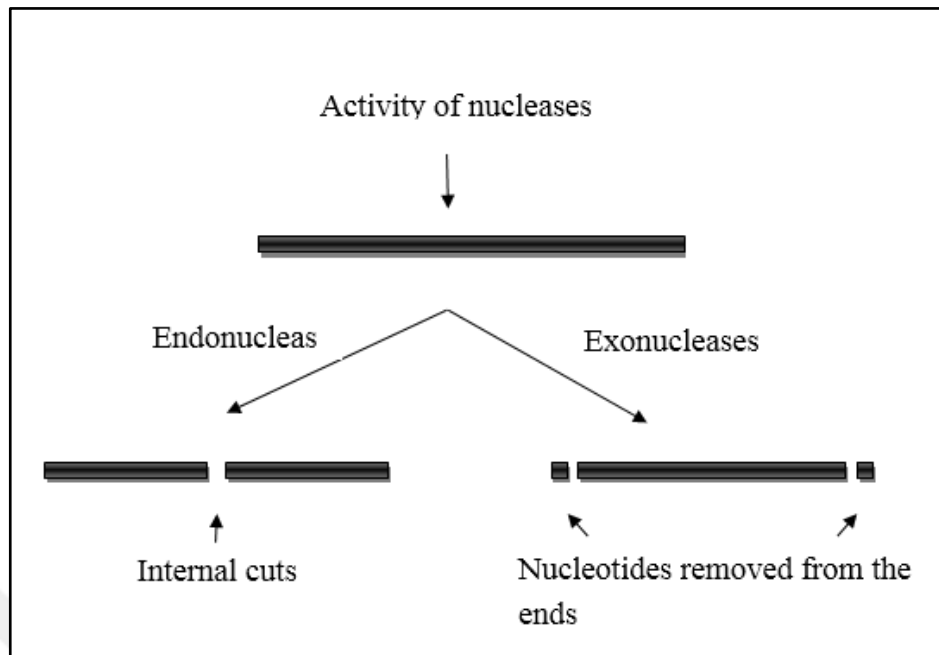 Activity of nucleases
Endonucleas
Exonucleases
Internal cuts
Nucleotides removed from the
ends